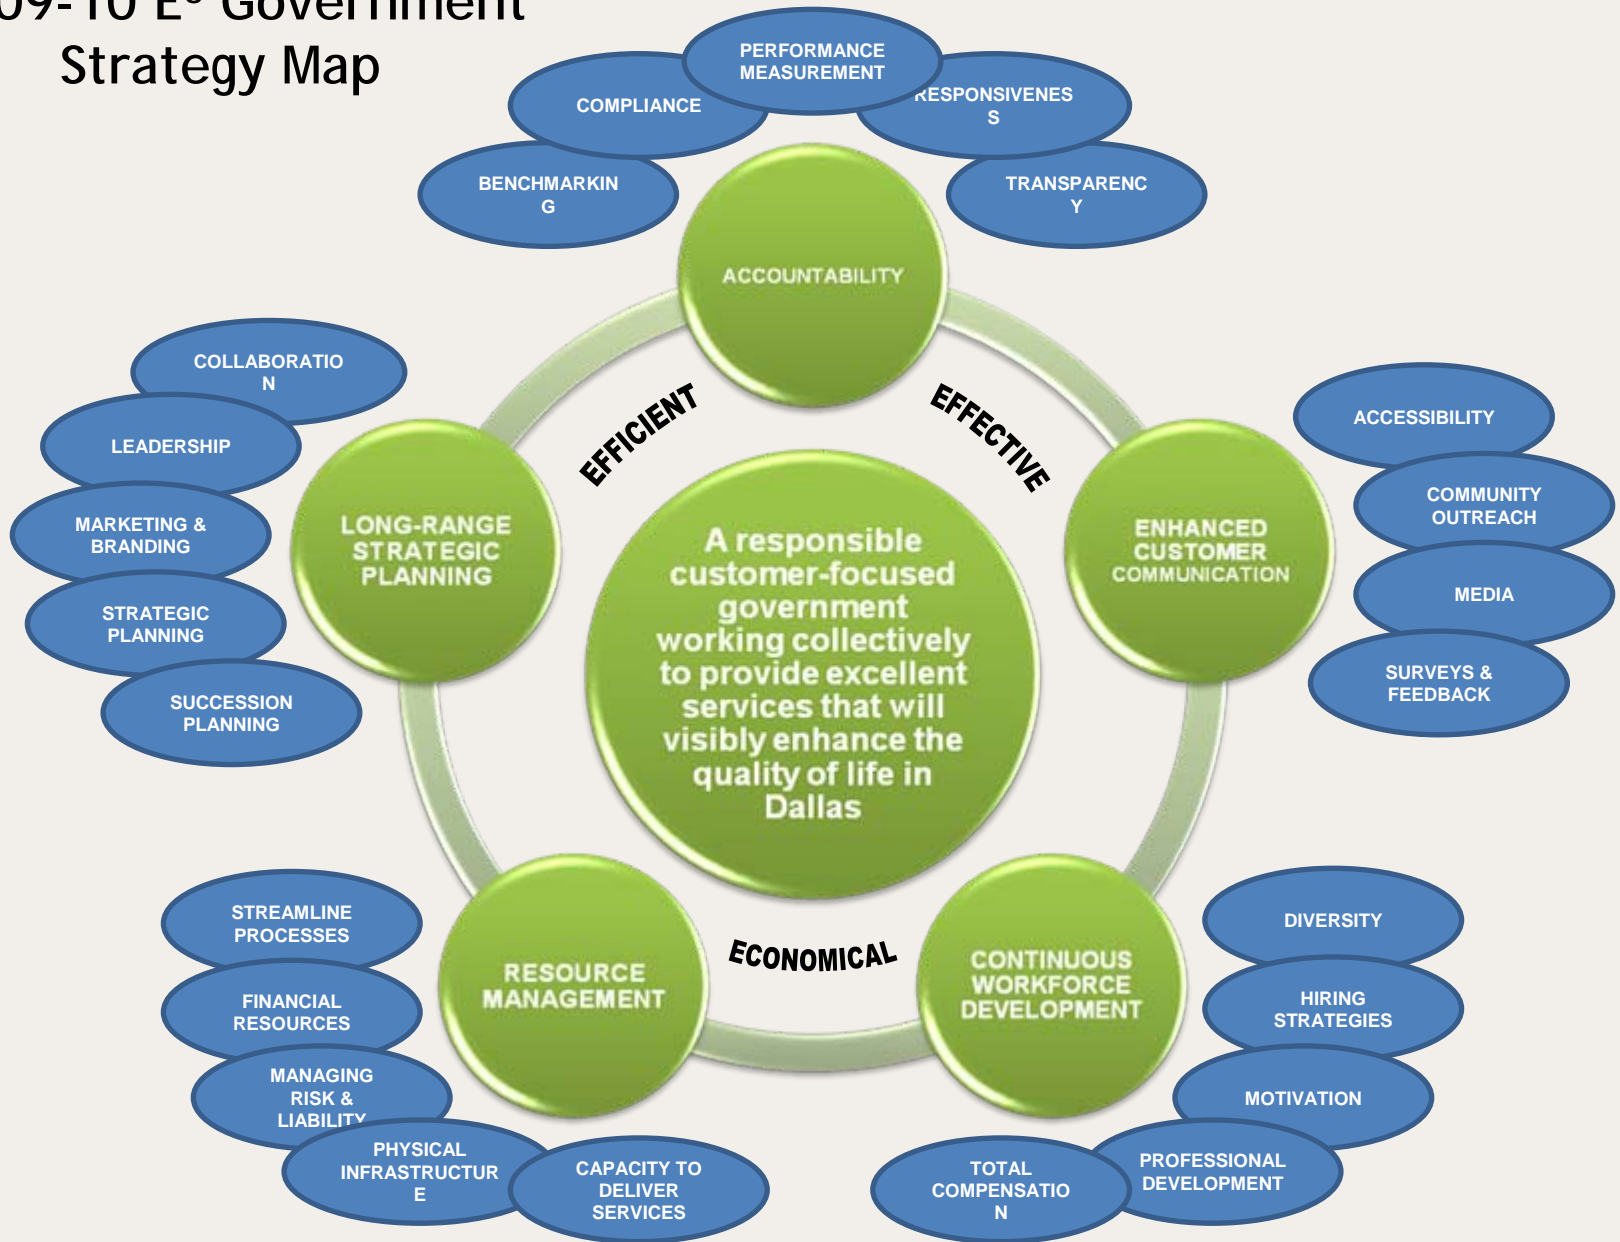 09-10 E³ Government
Strategy Map
PERFORMANCE
MEASUREMENT
COMPLIANCE
RESPONSIVENES
S
BENCHMARKIN
G
TRANSPARENC
Y
ACCOUNTABILITY
COLLABORATIO
N
LEADERSHIP
MARKETING &
BRANDING
STRATEGIC
PLANNING
SUCCESSION
PLANNING
LONG-RANGE
STRATEGIC
PLANNING
EFFICIENT
EFFECTIVE
ACCESSIBILITY
COMMUNITY
OUTREACH
MEDIA
SURVEYS &
FEEDBACK
ENHANCED
CUSTOMER
COMMUNICATION
A responsible
customer-focused
government
working collectively
to provide excellent
services that will
visibly enhance the
quality of life in
Dallas
STREAMLINE
PROCESSES
FINANCIAL
RESOURCES
MANAGING
RISK &
LIABILITY
PHYSICAL
INFRASTRUCTUR
E
CAPACITY TO
DELIVER
SERVICES
RESOURCE
MANAGEMENT
ECONOMICAL
CONTINUOUS
WORKFORCE
DEVELOPMENT
DIVERSITY
HIRING
STRATEGIES
MOTIVATION
PROFESSIONAL
DEVELOPMENT
TOTAL
COMPENSATIO
N